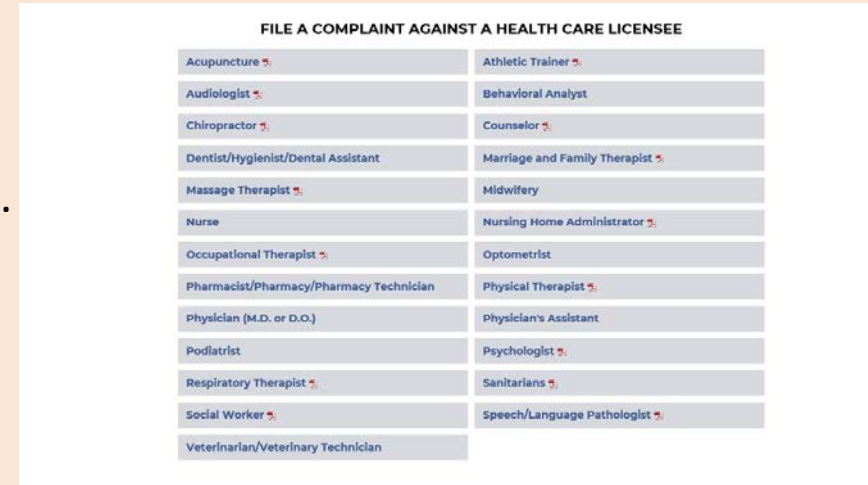 FILE A COMPLAINT AGAINST A HEALTH CARE LICENSEE
Acupuncture
Athletic Trainer
Audiologist
Behavioral Analyst
Chiropractor
Counselor
Dentist/Hygienist/Dental Assistant
Marriage and Family Therapist
Massage Therapist
Midwifery
Nurse
Nursing Home Administrator
Occupational Therapist
Optometrist
Pharmacist/Pharmacy/Pharmacy Technician
Physical Therapist
Physician (M.D. or D.O.)
Physician's Assistant
Podiatrist
Psychologist
Respiratory Therapist
Sanitarians
Social Worker
Speech/Language Pathologist
Veterinarian/Veterinary Technician